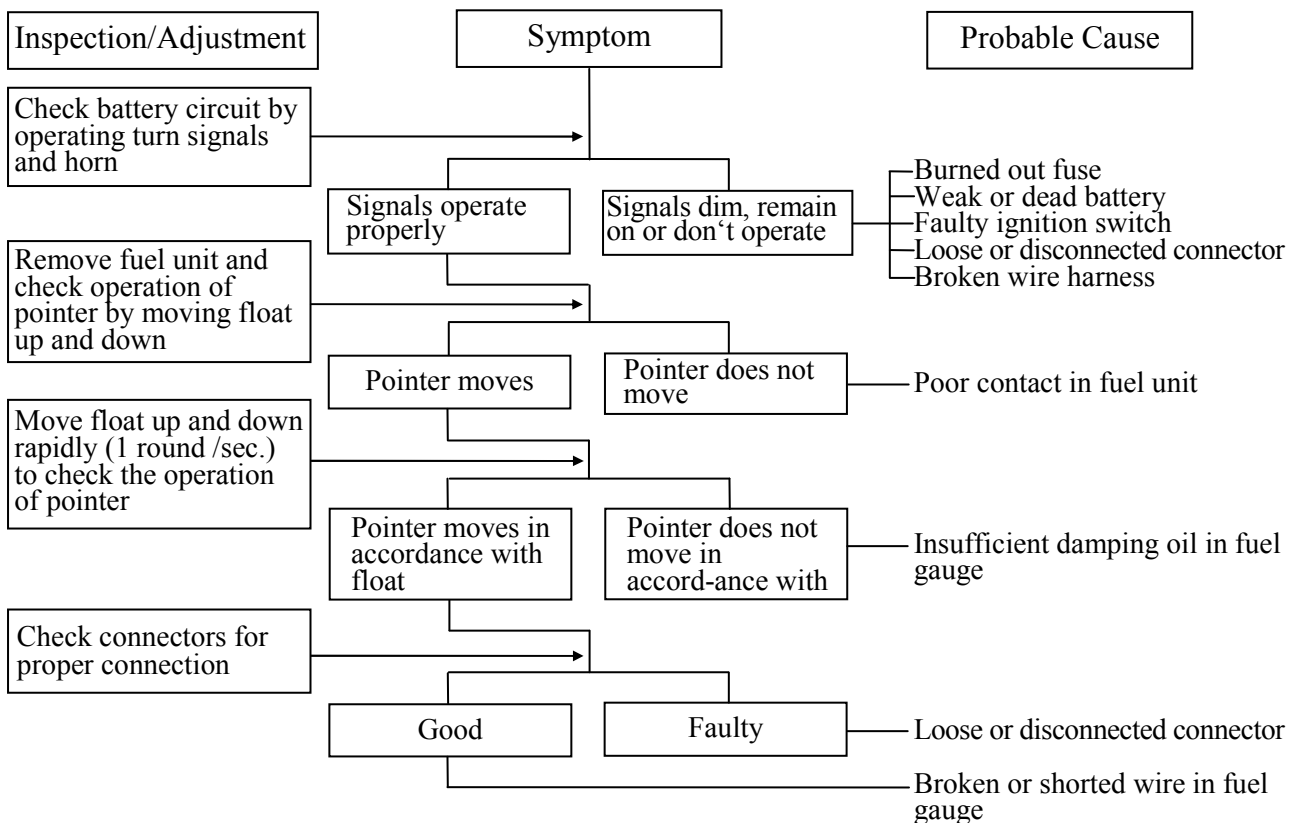 Inspection/Adjustment
Symptom
Probable Cause
Check battery circuit by
operating turn signals
and horn
Signals operate
properly
Signals dim, remain
on or don‘t operate
Burned out fuse
Weak or dead battery
Faulty ignition switch
Loose or disconnected connector
Broken wire harness
Remove fuel unit and
check operation of
pointer by moving float
up and down
Pointer moves
Pointer does not
move
Poor contact in fuel unit
Move float up and down
rapidly (1 round /sec.)
to check the operation
of pointer
Pointer moves in
accordance with
float
Pointer does not
move in
accord-ance with
Insufficient damping oil in fuel
gauge
Check connectors for
proper connection
Good
Faulty
Loose or disconnected connector
Broken or shorted wire in fuel
gauge